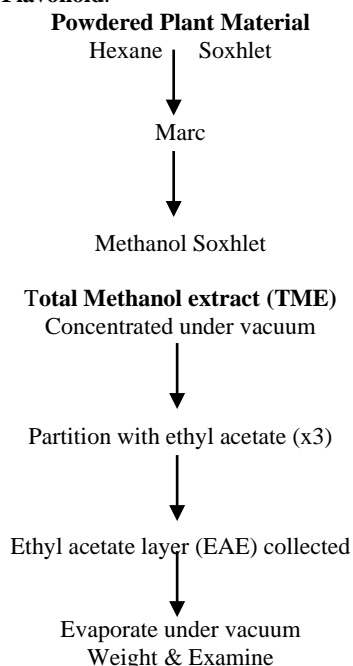 Flavonoid.
Powdered Plant Material
Hexane Soxhlet
Marc
Methanol Soxhlet
Total Methanol extract (TME)
Concentrated under vacuum
Partition with ethyl acetate (x3)
Ethyl acetate layer (EAE) collected
Evaporate under vacuum
Weight & Examine